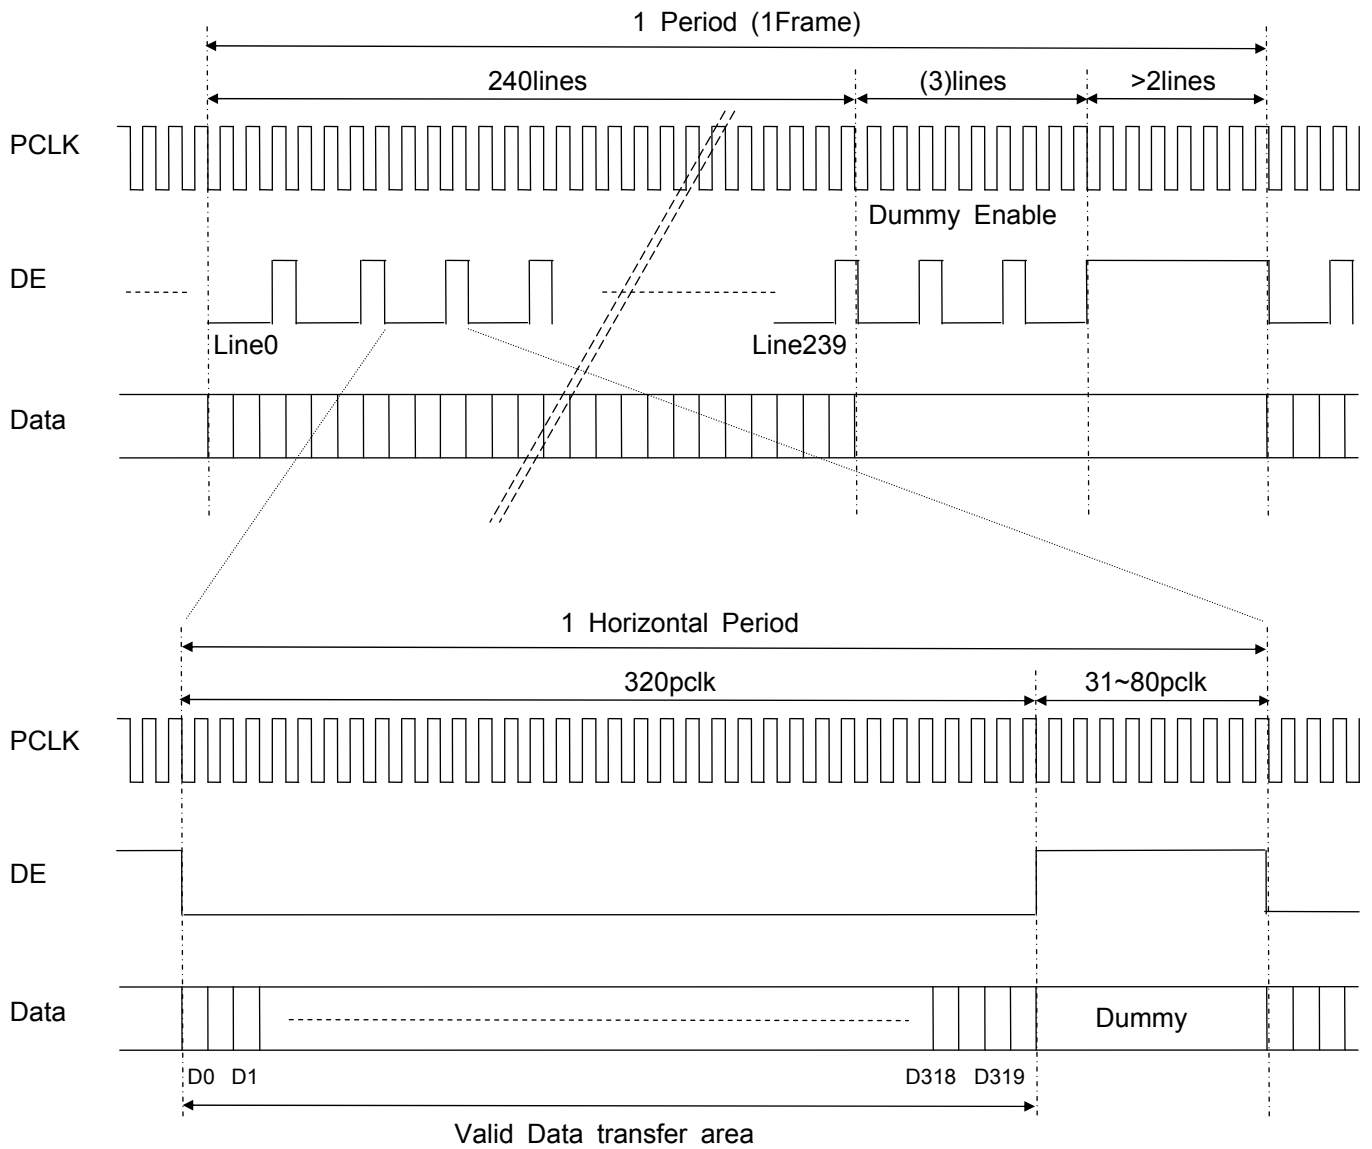 1 Period (1Frame)
240lines
(3)lines
>2lines
PCLK
Dummy Enable
DE
Line0
Line239
Data
1 Horizontal Period
320pclk
31~80pclk
PCLK
DE
Data
Dummy
D0 D1
D318 D319
Valid Data transfer area